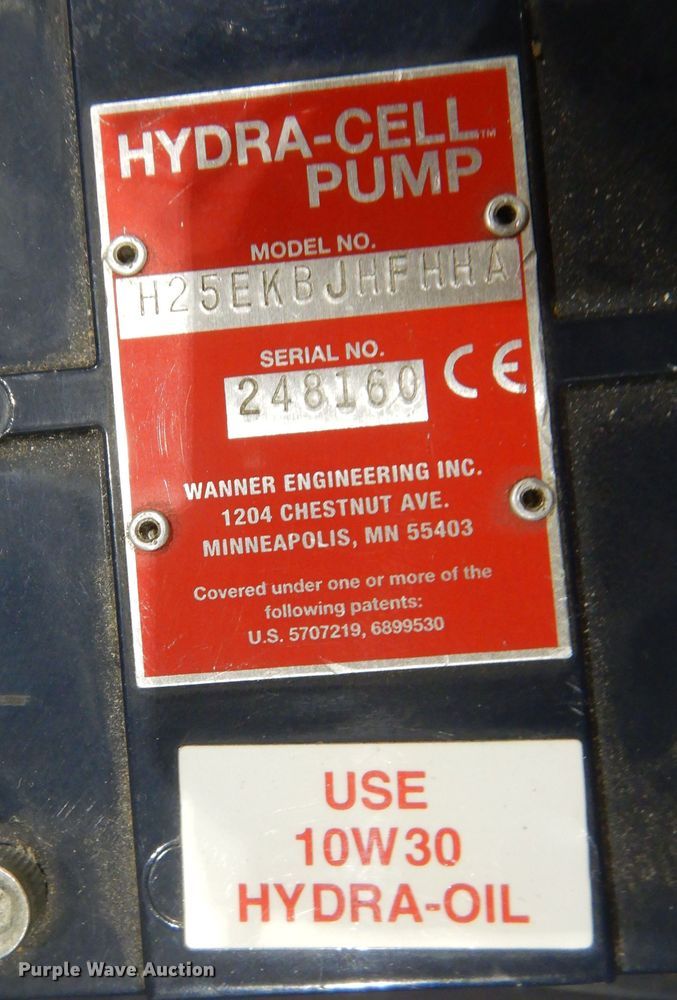 HYDRA-CELL™
PUMP
MODEL NO.
H25EKBJHFHHA
SERIAL NO.
248160 CE
WANNER ENGINEERING INC.
1204 CHESTNUT AVE.
MINNEAPOLIS, MN 55403
Covered under one or more of the
following patents:
U.S. 5707219, 6899530
USE
10W30
HYDRA-OIL
Purple Wave Auction